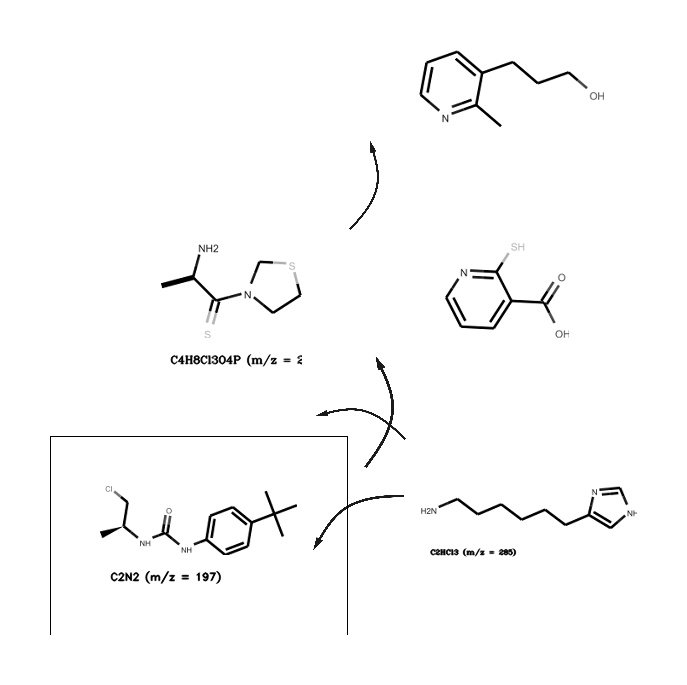 N
OH
NH2
S
N
S
C4H8Cl3O4P (m/z = 2
SH
N
O
OH
Cl
O
NH
NH
C2N2 (m/z = 197)
H2N
N
NH
C2HCl3 (m/z = 285)